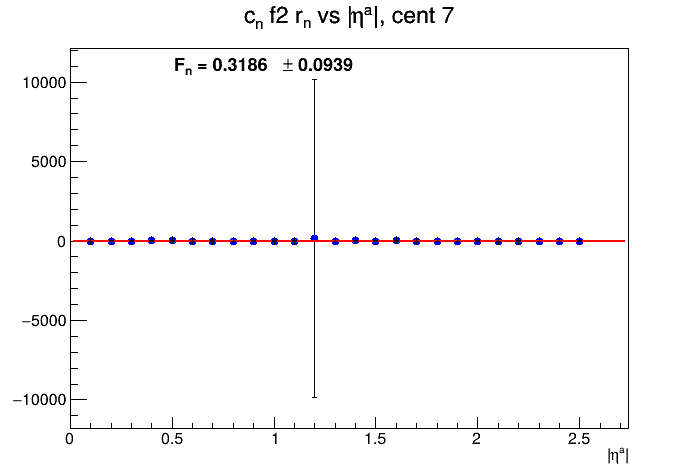 cₙ f2 rₙ vs |ηᵃ|, cent 7
Fₙ = 0.3186 ± 0.0939
10000
5000
0
−5000
−10000
0 0.5 1 1.5 2 2.5
|ηᵃ|